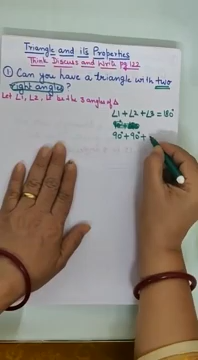 Triangle and its Properties
Think Discuss and Write pg 122
① Can you have a triangle with two
right angles?
Let ∠1, ∠2, be the 3 angles of Δ
∠1 + ∠2 + ∠3 = 180°
90° + 90° +